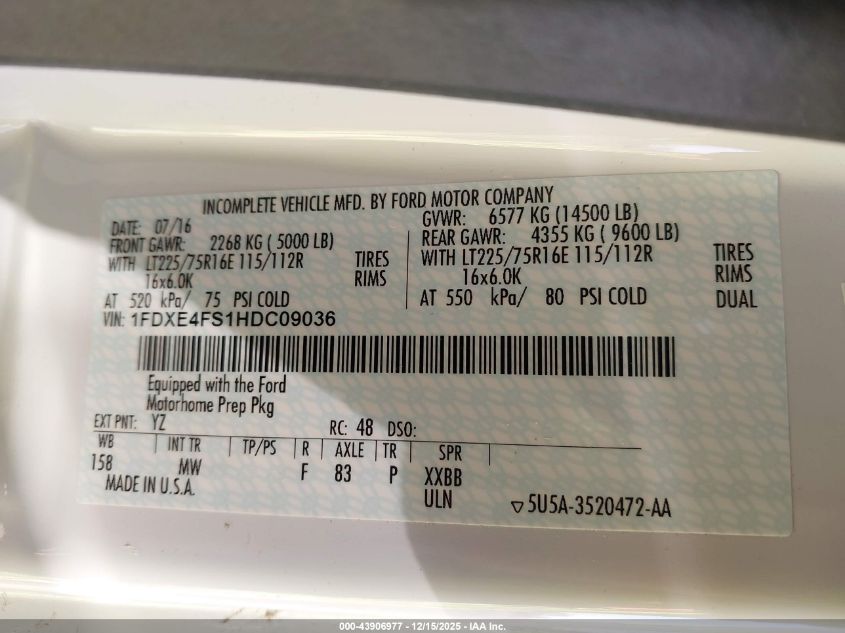 INCOMPLETE VEHICLE MFD. BY FORD MOTOR COMPANY
DATE: 07/16 GVWR: 6577 KG (14500 LB)
FRONT GAWR: 2268 KG ( 5000 LB) REAR GAWR: 4355 KG ( 9600 LB)
WITH LT225/75R16E 115/112R TIRES WITH LT225/75R16E 115/112R TIRES
16x6.0K RIMS 16x6.0K RIMS
AT 520 kPa/ 75 PSI COLD AT 550 kPa/ 80 PSI COLD DUAL
VIN: 1FDXE4FS1HDC09036
Equipped with the Ford
Motorhome Prep Pkg
EXT PNT: YZ RC: 48 DSO:
WB INT TR TP/PS R AXLE TR SPR
158 MW F 83 P XXBB
MADE IN U.S.A. ULN 5U5A-3520472-AA
000-43906977 - 12/15/2025 - IAA Inc.